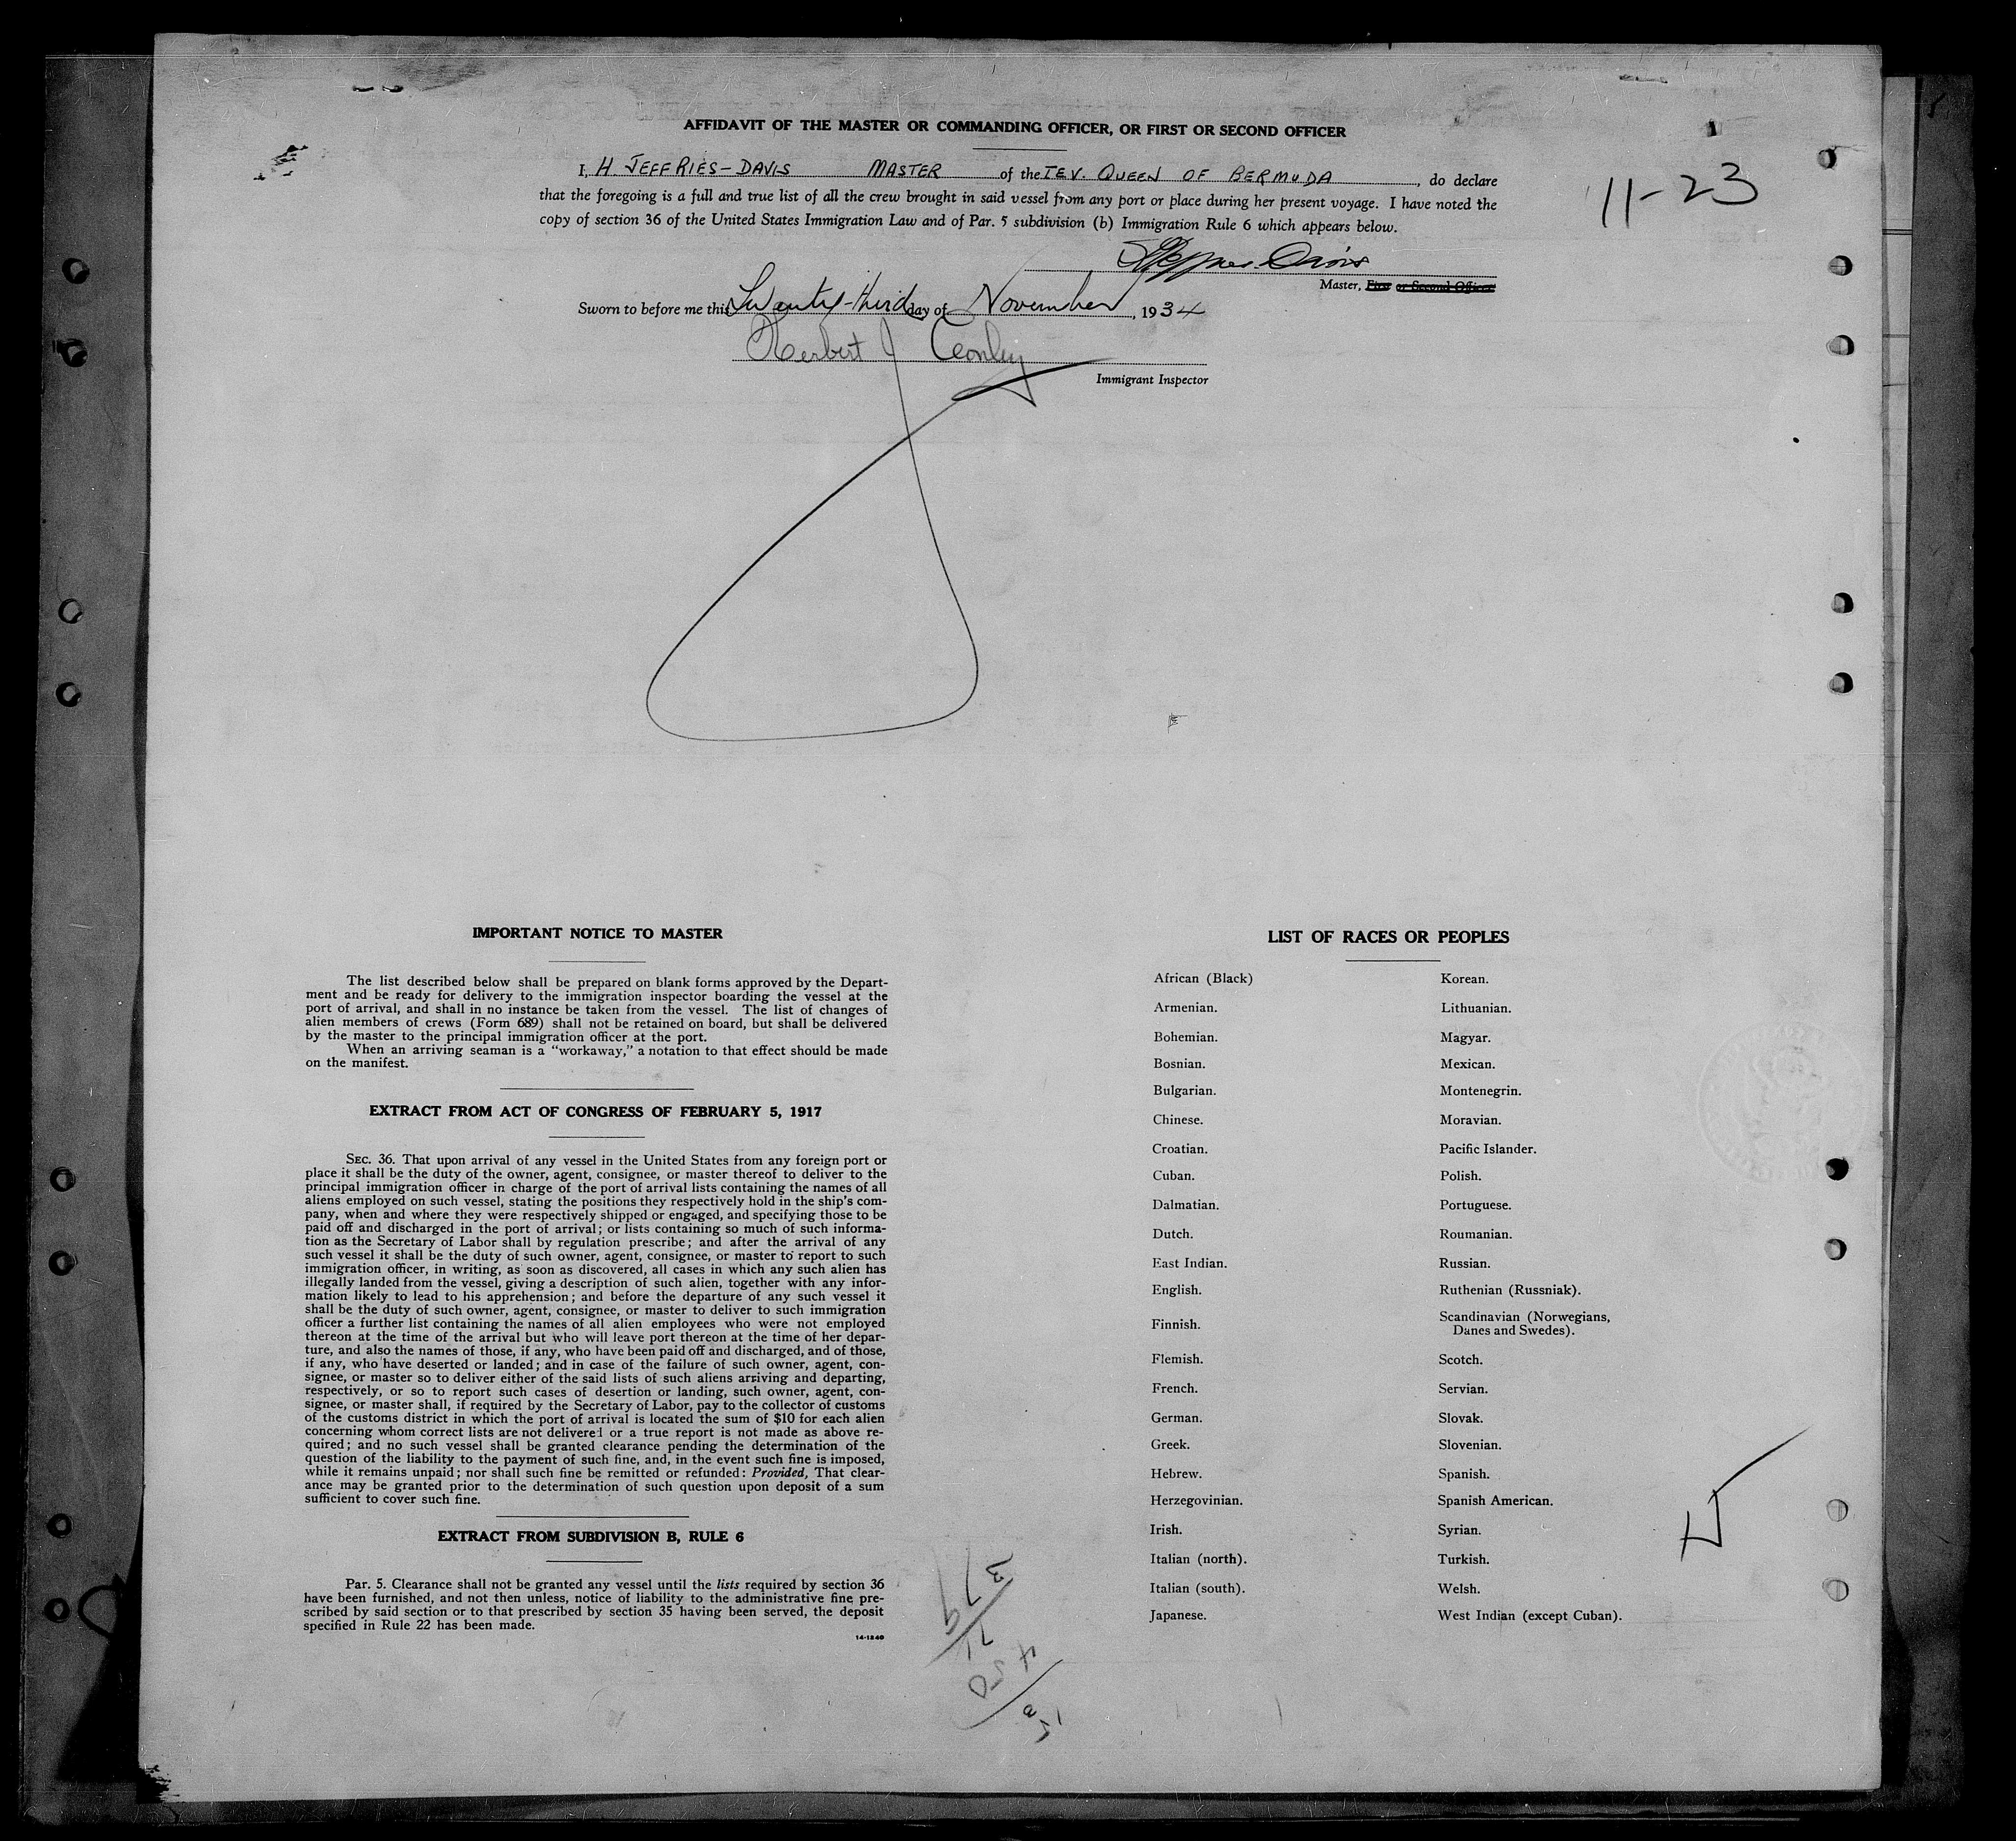 AFFIDAVIT OF THE MASTER OR COMMANDING OFFICER, OR FIRST OR SECOND OFFICER
I, H JEFFRIES-DAVIS MASTER of the T.E.V. QUEEN OF BERMUDA, do declare
that the foregoing is a full and true list of all the crew brought in said vessel from any port or place during her present voyage. I have noted the
copy of section 36 of the United States Immigration Law and of Par. 5 subdivision (b) Immigration Rule 6 which appears below.
11-23
Davis
Master, First or Second Officer
Sworn to before me this Twenty-third day of November, 1934
Herbert J Conley
Immigrant Inspector
IMPORTANT NOTICE TO MASTER
The list described below shall be prepared on blank forms approved by the Depart-
ment and be ready for delivery to the immigration inspector boarding the vessel at the
port of arrival, and shall in no instance be taken from the vessel. The list of changes of
alien members of crews (Form 689) shall not be retained on board, but shall be delivered
by the master to the principal immigration officer at the port.
When an arriving seaman is a "workaway," a notation to that effect should be made
on the manifest.
EXTRACT FROM ACT OF CONGRESS OF FEBRUARY 5, 1917
SEC. 36. That upon arrival of any vessel in the United States from any foreign port or
place it shall be the duty of the owner, agent, consignee, or master thereof to deliver to the
principal immigration officer in charge of the port of arrival lists containing the names of all
aliens employed on such vessel, stating the positions they respectively hold in the ship's com-
pany, when and where they were respectively shipped or engaged, and specifying those to be
paid off and discharged in the port of arrival; or lists containing so much of such informa-
tion as the Secretary of Labor shall by regulation prescribe; and after the arrival of any
such vessel it shall be the duty of such owner, agent, consignee, or master to report to such
immigration officer, in writing, as soon as discovered, all cases in which any such alien has
illegally landed from the vessel, giving a description of such alien, together with any infor-
mation likely to lead to his apprehension; and before the departure of any such vessel it
shall be the duty of such owner, agent, consignee, or master to deliver to such immigration
officer a further list containing the names of all alien employees who were not employed
thereon at the time of the arrival but who will leave port thereon at the time of her depar-
ture, and also the names of those, if any, who have been paid off and discharged, and of those,
if any, who have deserted or landed; and in case of the failure of such owner, agent, con-
signee, or master so to deliver either of the said lists of such aliens arriving and departing,
respectively, or so to report such cases of desertion or landing, such owner, agent, con-
signee, or master shall, if required by the Secretary of Labor, pay to the collector of customs
of the customs district in which the port of arrival is located the sum of $10 for each alien
concerning whom correct lists are not delivered or a true report is not made as above re-
quired; and no such vessel shall be granted clearance pending the determination of the
question of the liability to the payment of such fine, and, in the event such fine is imposed,
while it remains unpaid; nor shall such fine be remitted or refunded: Provided, That clear-
ance may be granted prior to the determination of such question upon deposit of a sum
sufficient to cover such fine.
EXTRACT FROM SUBDIVISION B, RULE 6
Par. 5. Clearance shall not be granted any vessel until the lists required by section 36
have been furnished, and not then unless, notice of liability to the administrative fine pre-
scribed by said section or to that prescribed by section 35 having been served, the deposit
specified in Rule 22 has been made.
14-1240
LIST OF RACES OR PEOPLES
African (Black)
Armenian.
Bohemian.
Bosnian.
Bulgarian.
Chinese.
Croatian.
Cuban.
Dalmatian.
Dutch.
East Indian.
English.
Finnish.
Flemish.
French.
German.
Greek.
Hebrew.
Herzegovinian.
Irish.
Italian (north).
Italian (south).
Japanese.
Korean.
Lithuanian.
Magyar.
Mexican.
Montenegrin.
Moravian.
Pacific Islander.
Polish.
Portuguese.
Roumanian.
Russian.
Ruthenian (Russniak).
Scandinavian (Norwegians,
Danes and Swedes).
Scotch.
Servian.
Slovak.
Slovenian.
Spanish.
Spanish American.
Syrian.
Turkish.
Welsh.
West Indian (except Cuban).